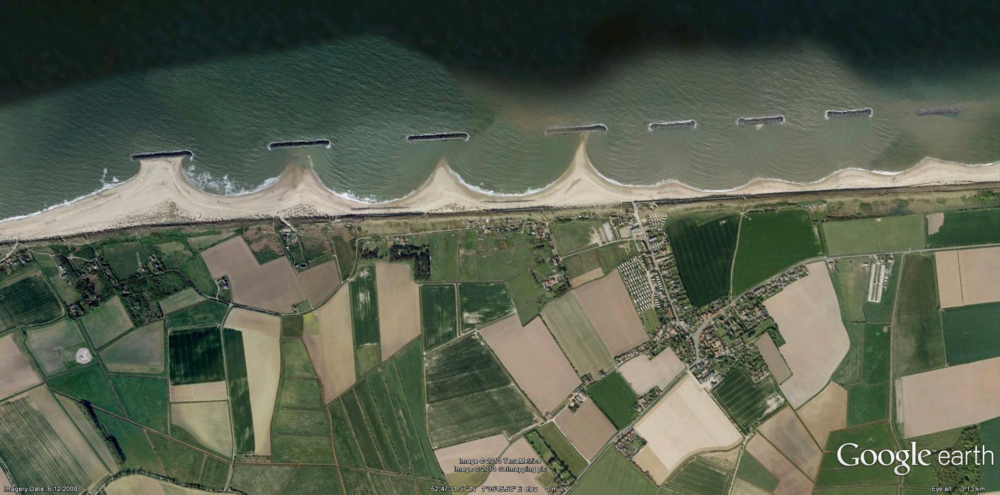 Google earth
Image © 2013 TerraMetrics
Image © 2013 Getmapping plc
Imagery Date: 6/12/2009 52°47'31.37" N 1°35'45.58" E elev 0 m Eye alt 3.13 km